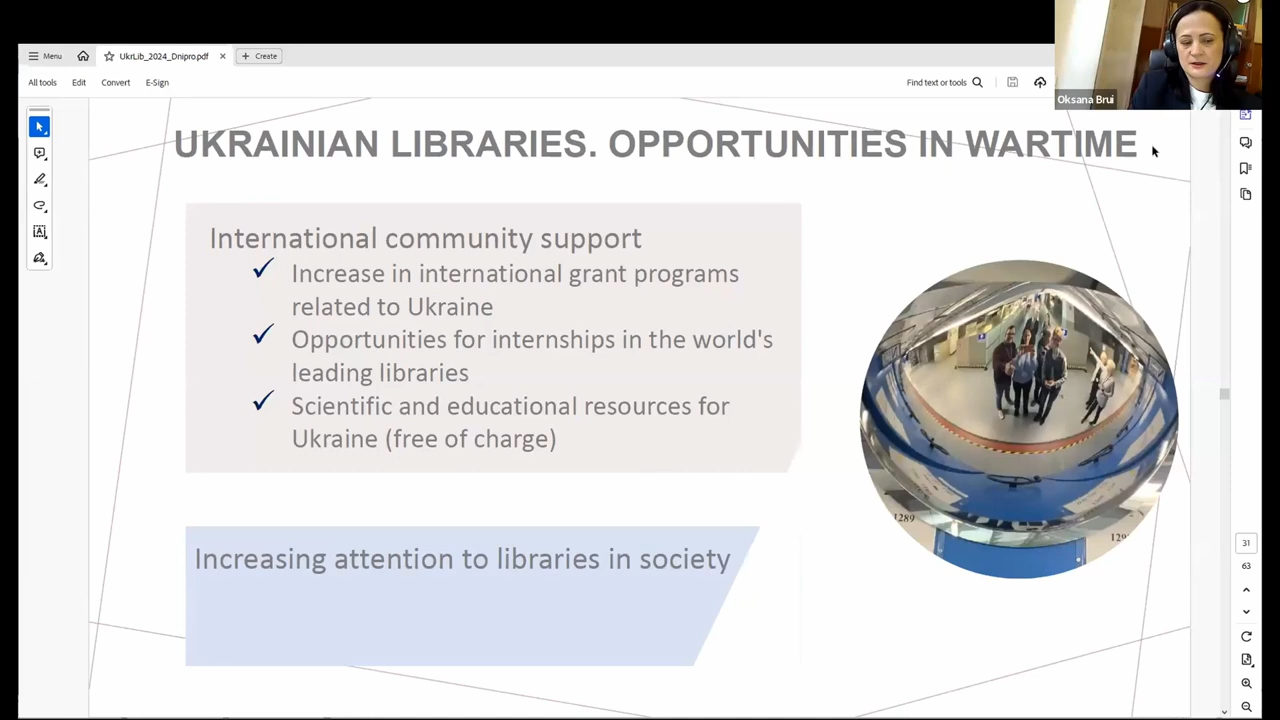 Menu
UkrLib_2024_Dnipro.pdf
Create
All tools
Edit
Convert
E-Sign
Find text or tools
Oksana Brui
UKRAINIAN LIBRARIES. OPPORTUNITIES IN WARTIME
International community support
Increase in international grant programs
related to Ukraine
Opportunities for internships in the world's
leading libraries
Scientific and educational resources for
Ukraine (free of charge)
Increasing attention to libraries in society
1289
31
63